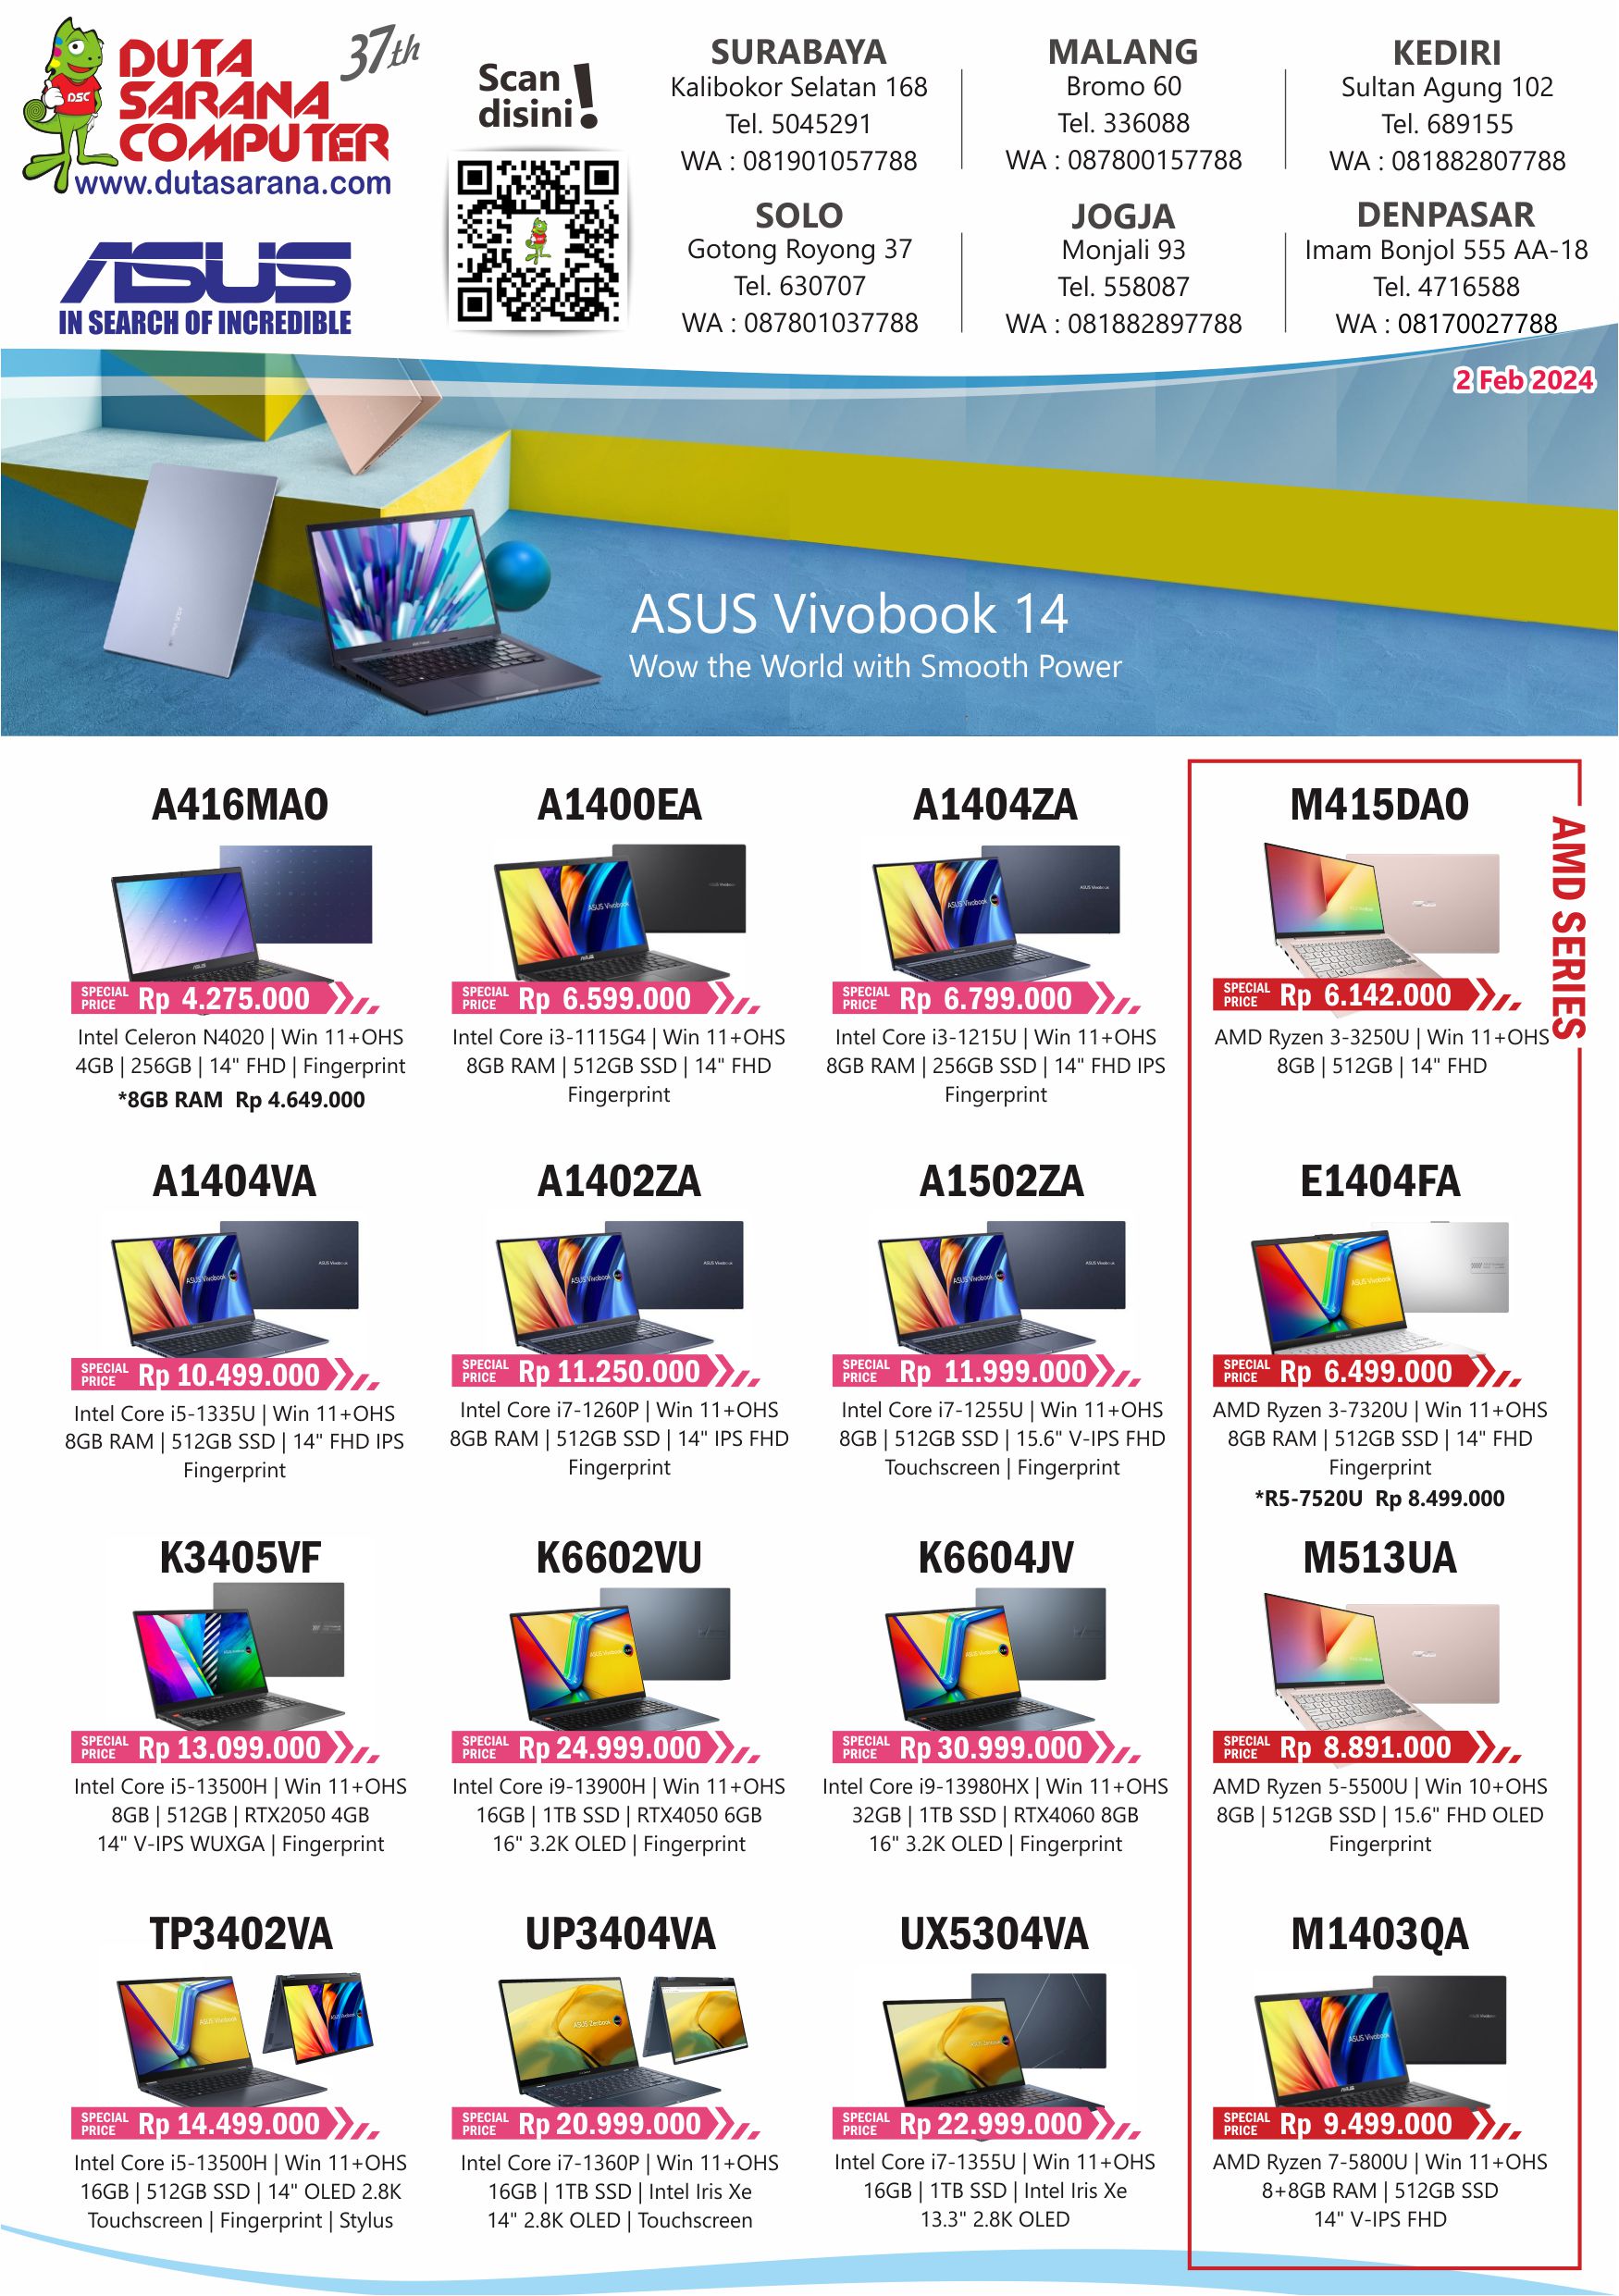 DUTA
SARANA
COMPUTER
37th
DSC
www.dutasarana.com
ASUS
IN SEARCH OF INCREDIBLE
Scan
disini!
SURABAYA
Kalibokor Selatan 168
Tel. 5045291
WA : 081901057788
MALANG
Bromo 60
Tel. 336088
WA : 087800157788
KEDIRI
Sultan Agung 102
Tel. 689155
WA : 081882807788
SOLO
Gotong Royong 37
Tel. 630707
WA : 087801037788
JOGJA
Monjali 93
Tel. 558087
WA : 081882897788
DENPASAR
Imam Bonjol 555 AA-18
Tel. 4716588
WA : 08170027788
2 Feb 2024
ASUS Vivobook 14
Wow the World with Smooth Power
A416MAO
SPECIAL PRICE Rp 4.275.000
Intel Celeron N4020 | Win 11+OHS
4GB | 256GB | 14" FHD | Fingerprint
*8GB RAM Rp 4.649.000
A1400EA
SPECIAL PRICE Rp 6.599.000
Intel Core i3-1115G4 | Win 11+OHS
8GB RAM | 512GB SSD | 14" FHD
Fingerprint
A1404ZA
SPECIAL PRICE Rp 6.799.000
Intel Core i3-1215U | Win 11+OHS
8GB RAM | 256GB SSD | 14" FHD IPS
Fingerprint
AMD SERIES
M415DAO
SPECIAL PRICE Rp 6.142.000
AMD Ryzen 3-3250U | Win 11+OHS
8GB | 512GB | 14" FHD
A1404VA
SPECIAL PRICE Rp 10.499.000
Intel Core i5-1335U | Win 11+OHS
8GB RAM | 512GB SSD | 14" FHD IPS
Fingerprint
A1402ZA
SPECIAL PRICE Rp 11.250.000
Intel Core i7-1260P | Win 11+OHS
8GB RAM | 512GB SSD | 14" IPS FHD
Fingerprint
A1502ZA
SPECIAL PRICE Rp 11.999.000
Intel Core i7-1255U | Win 11+OHS
8GB | 512GB SSD | 15.6" V-IPS FHD
Touchscreen | Fingerprint
E1404FA
SPECIAL PRICE Rp 6.499.000
AMD Ryzen 3-7320U | Win 11+OHS
8GB RAM | 512GB SSD | 14" FHD
Fingerprint
*R5-7520U Rp 8.499.000
K3405VF
SPECIAL PRICE Rp 13.099.000
Intel Core i5-13500H | Win 11+OHS
8GB | 512GB | RTX2050 4GB
14" V-IPS WUXGA | Fingerprint
K6602VU
SPECIAL PRICE Rp 24.999.000
Intel Core i9-13900H | Win 11+OHS
16GB | 1TB SSD | RTX4050 6GB
16" 3.2K OLED | Fingerprint
K6604JV
SPECIAL PRICE Rp 30.999.000
Intel Core i9-13980HX | Win 11+OHS
32GB | 1TB SSD | RTX4060 8GB
16" 3.2K OLED | Fingerprint
M513UA
SPECIAL PRICE Rp 8.891.000
AMD Ryzen 5-5500U | Win 10+OHS
8GB | 512GB SSD | 15.6" FHD OLED
Fingerprint
TP3402VA
SPECIAL PRICE Rp 14.499.000
Intel Core i5-13500H | Win 11+OHS
16GB | 512GB SSD | 14" OLED 2.8K
Touchscreen | Fingerprint | Stylus
UP3404VA
SPECIAL PRICE Rp 20.999.000
Intel Core i7-1360P | Win 11+OHS
16GB | 1TB SSD | Intel Iris Xe
14" 2.8K OLED | Touchscreen
UX5304VA
SPECIAL PRICE Rp 22.999.000
Intel Core i7-1355U | Win 11+OHS
16GB | 1TB SSD | Intel Iris Xe
13.3" 2.8K OLED
M1403QA
SPECIAL PRICE Rp 9.499.000
AMD Ryzen 7-5800U | Win 11+OHS
8+8GB RAM | 512GB SSD
14" V-IPS FHD